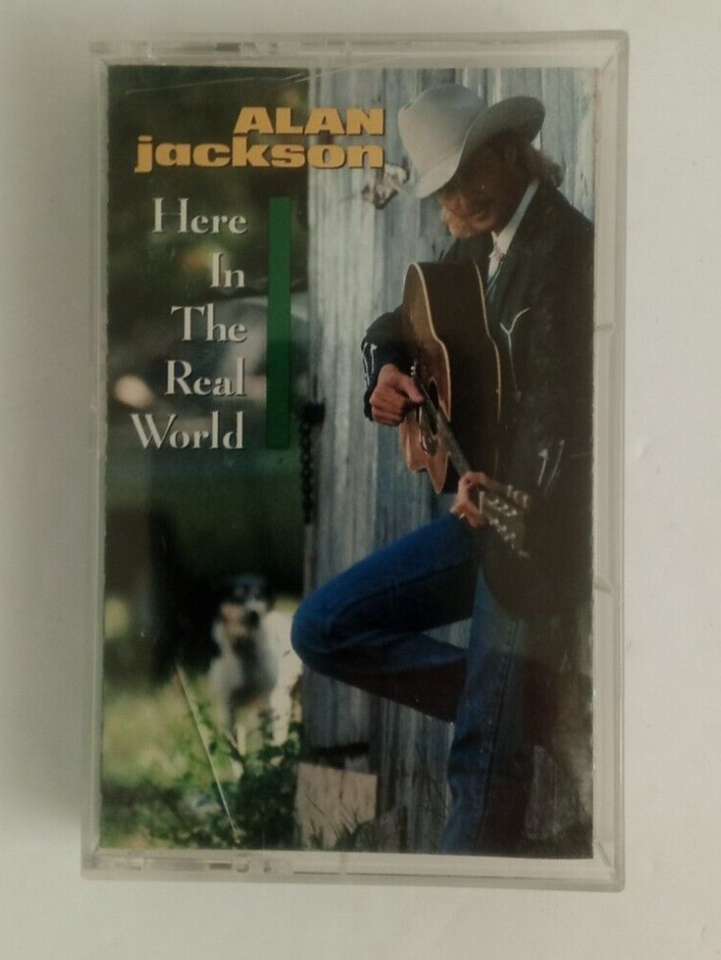 ALAN
jackson
Here
In
The
Real
World